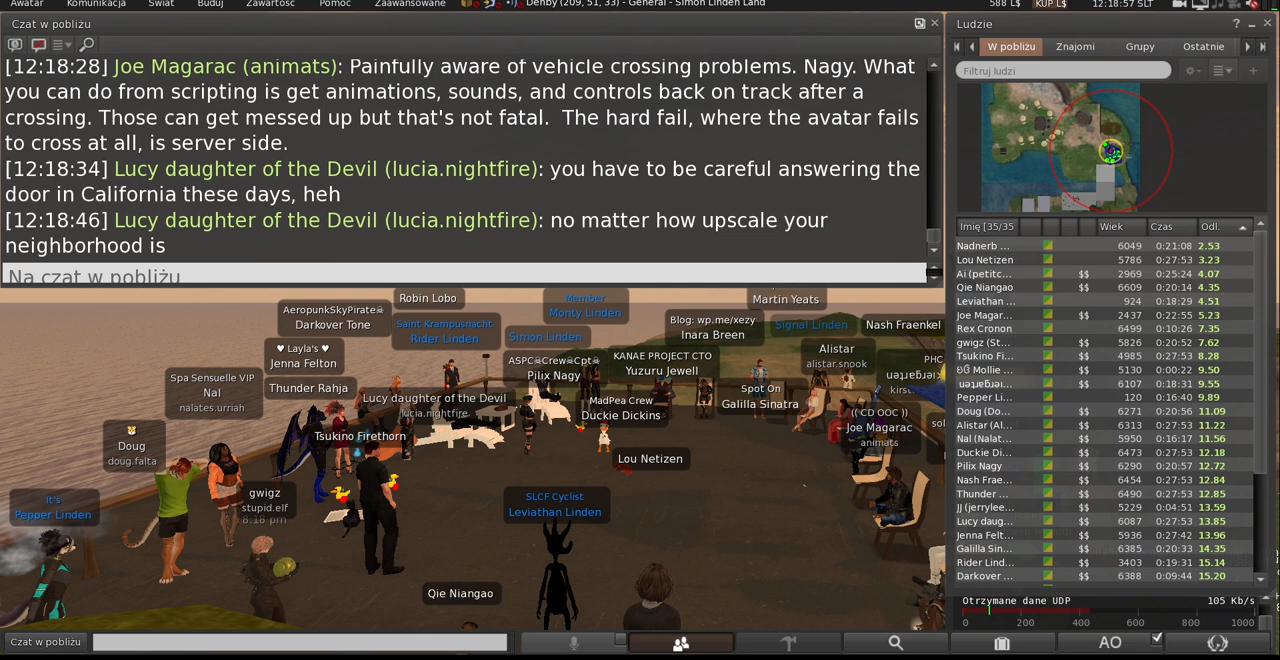 Awatar Komunikacja Świat Buduj Zawartość Pomoc Zaawansowane Denby (209, 51, 33) - General - Simon Linden Land 588 L$ KUP L$ 12:18:57 SLT
Czat w pobliżu
[12:18:28] Joe Magarac (animats): Painfully aware of vehicle crossing problems. Nagy. What
you can do from scripting is get animations, sounds, and controls back on track after a
crossing. Those can get messed up but that's not fatal.  The hard fail, where the avatar fails
to cross at all, is server side.
[12:18:34] Lucy daughter of the Devil (lucia.nightfire): you have to be careful answering the
door in California these days, heh
[12:18:46] Lucy daughter of the Devil (lucia.nightfire): no matter how upscale your
neighborhood is
Na czat w pobliżu
Robin Lobo
Member
Monty Linden
Martin Yeats
AeropunkSkyPirate☠
Darkover Tone
Saint Krampusnacht
Rider Linden
Simon Linden
Blog: wp.me/xezy
Inara Breen
Signal Linden
Nash Fraenkel
♥ Layla's ♥
Jenna Felton
ASPC☠Crew☠Cpt☠
Pilix Nagy
KANAE PROJECT CTO
Yuzuru Jewell
Alistar
alistar.snook
PHC
Spa Sensuelle VIP
Nal
nalates.urriah
Thunder Rahja
Lucy daughter of the Devil
lucia.nightfire
MadPea Crew
Duckie Dickins
Spot On
Galilla Sinatra
kirs
(( CD OOC ))
Joe Magarac
animats
sol
Tsukino Firethorn
Doug
doug.falta
Lou Netizen
gwigz
stupid.elf
8:18 pm
It's
Pepper Linden
SLCF Cyclist
Leviathan Linden
Qie Niangao
Czat w pobliżu
AO
Ludzie
? _ ×
W pobliżu Znajomi Grupy Ostatnie
Filtruj ludzi
Imię [35/35 Wiek Czas Odl.
Nadnerb ... 6049 0:21:08 2.53
Lou Netizen 5786 0:27:53 3.23
Ai (petitc... $$ 2969 0:25:24 4.07
Qie Niangao $$ 6609 0:20:14 4.35
Leviathan ... 924 0:18:29 4.51
Joe Magar... $$ 2437 0:22:55 5.23
Rex Cronon 6499 0:10:26 7.35
gwigz (St... $$ 5826 0:20:52 7.62
Tsukino Fi... $$ 4985 0:27:53 8.28
Mollie ... $$ 5130 0:00:22 9.50
$$ 6107 0:18:31 9.55
Pepper Li... 120 0:16:40 9.89
Doug (Do... $$ 6271 0:20:56 11.09
Alistar (Al... $$ 6313 0:27:53 11.22
Nal (Nalat... $$ 5950 0:16:17 11.56
Duckie Di... $$ 6473 0:27:53 12.18
Pilix Nagy $$ 6290 0:20:57 12.72
Nash Frae... $$ 6454 0:27:53 12.84
Thunder ... $$ 6490 0:27:53 12.85
JJ (jerrylee... $$ 5229 0:04:51 13.59
Lucy daug... $$ 6087 0:27:53 13.85
Jenna Felt... $$ 5936 0:27:42 13.96
Galilla Sin... $$ 6385 0:20:33 14.35
Rider Lind... $$ 3403 0:19:31 15.14
Darkover ... $$ 6388 0:09:44 15.20
Otrzymane dane UDP 105 Kb/s
0 200 400 600 800 1000